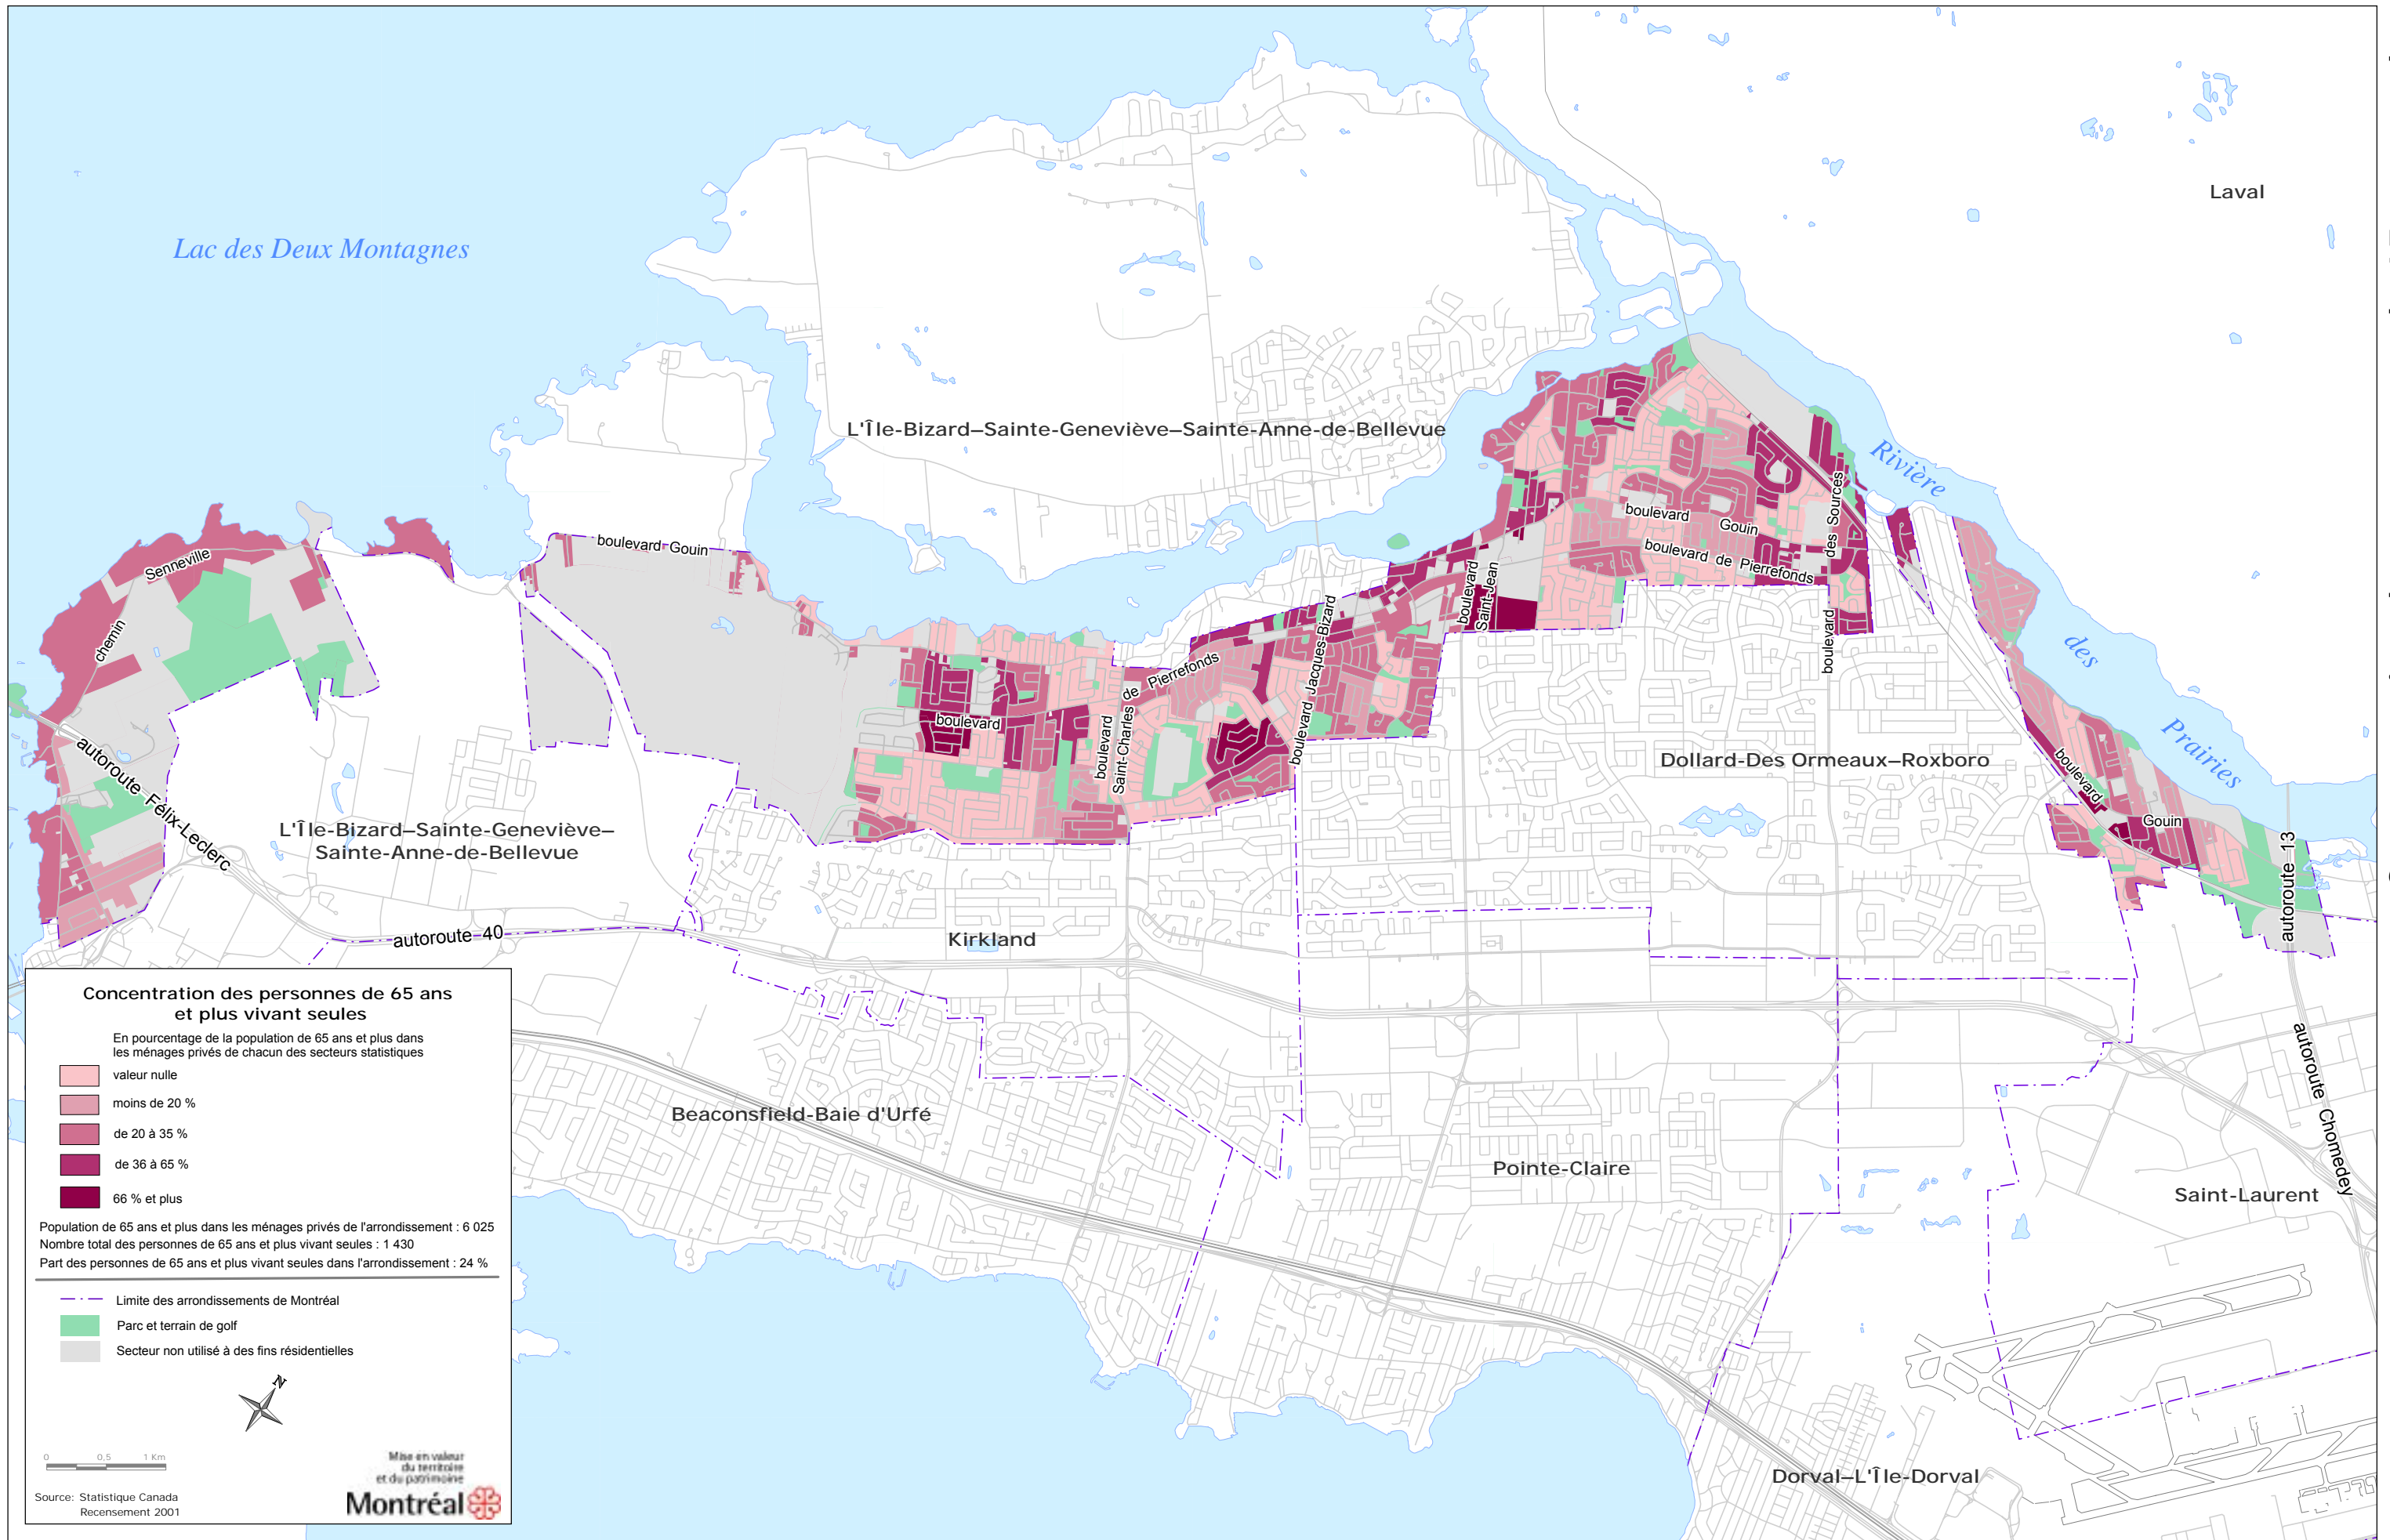 Laval
Lac des Deux Montagnes
L'Île-Bizard–Sainte-Geneviève–Sainte-Anne-de-Bellevue
Rivière
des
Prairies
boulevard Gouin
Senneville
chemin
boulevard
Gouin
des Sources
boulevard de Pierrefonds
boulevard
Saint-Jean
boulevard
boulevard Jacques-Bizard
de Pierrefonds
boulevard
boulevard
Saint-Charles
autoroute Félix-Leclerc
L'Île-Bizard–Sainte-Geneviève–
Sainte-Anne-de-Bellevue
Dollard-Des Ormeaux–Roxboro
boulevard
Gouin
autoroute 13
autoroute 40
Kirkland
autoroute Chomedey
Beaconsfield-Baie d'Urfé
Pointe-Claire
Saint-Laurent
Dorval–L'Île-Dorval
Concentration des personnes de 65 ans
et plus vivant seules
En pourcentage de la population de 65 ans et plus dans
les ménages privés de chacun des secteurs statistiques
valeur nulle
moins de 20 %
de 20 à 35 %
de 36 à 65 %
66 % et plus
Population de 65 ans et plus dans les ménages privés de l'arrondissement : 6 025
Nombre total des personnes de 65 ans et plus vivant seules : 1 430
Part des personnes de 65 ans et plus vivant seules dans l'arrondissement : 24 %
Limite des arrondissements de Montréal
Parc et terrain de golf
Secteur non utilisé à des fins résidentielles
N
0 0,5 1 Km
Mise en valeur
du territoire
et du patrimoine
Montréal
Source: Statistique Canada
Recensement 2001